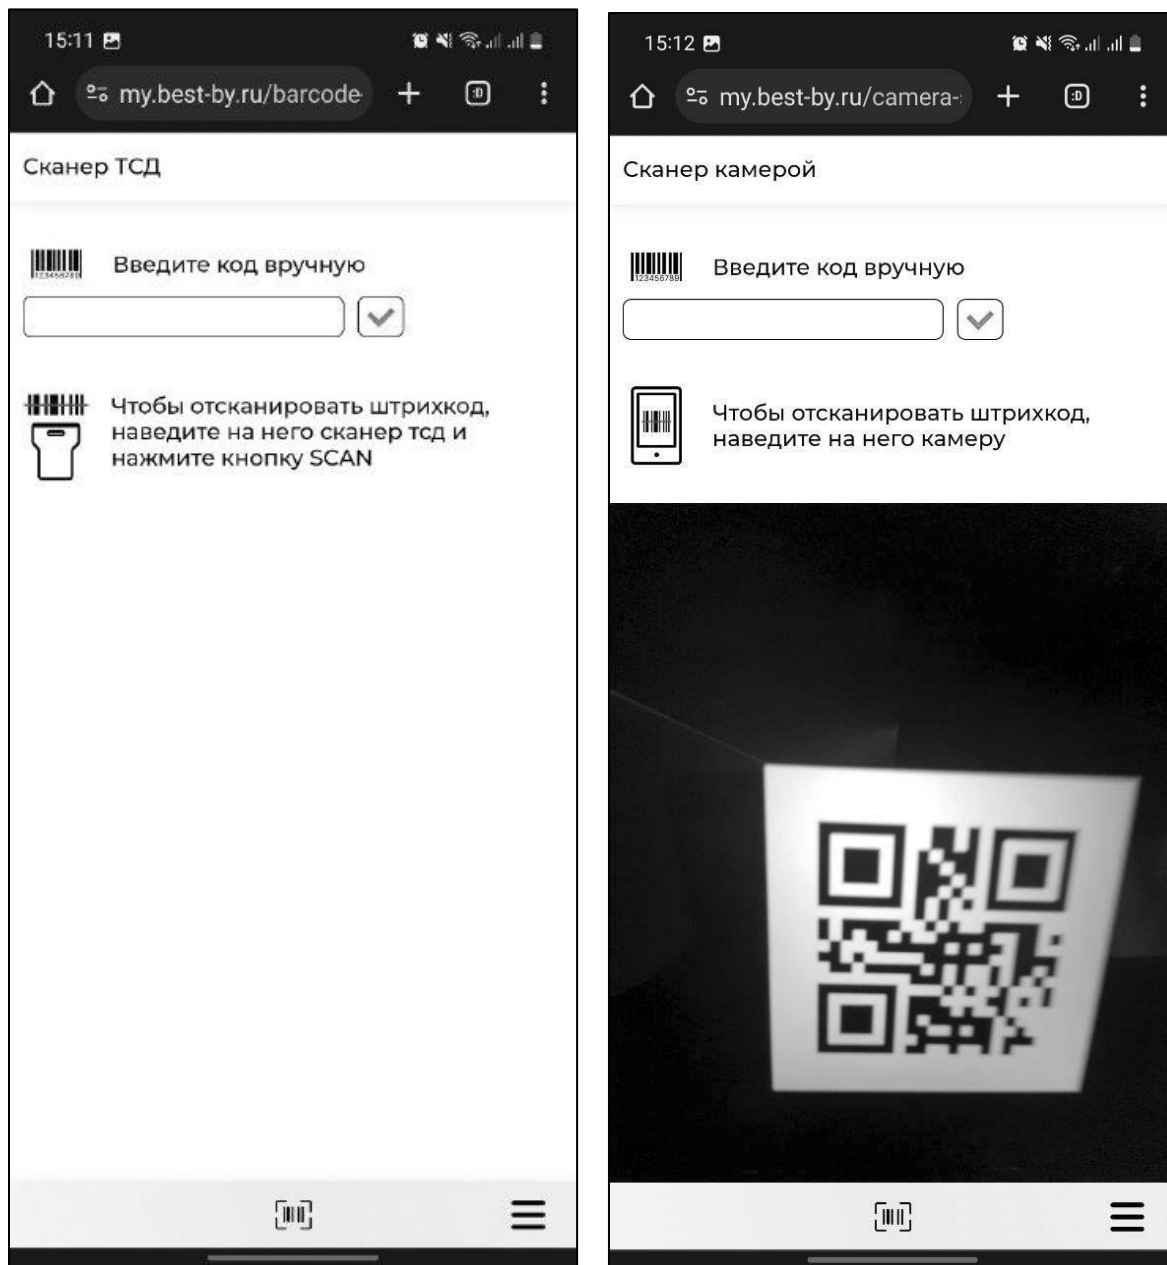 15:11
my.best-by.ru/barcode
:D
Сканер ТСД
123456789
Введите код вручную
Чтобы отсканировать штрихкод,
наведите на него сканер тсд и
нажмите кнопку SCAN
15:12
my.best-by.ru/camera-
:D
Сканер камерой
123456789
Введите код вручную
Чтобы отсканировать штрихкод,
наведите на него камеру